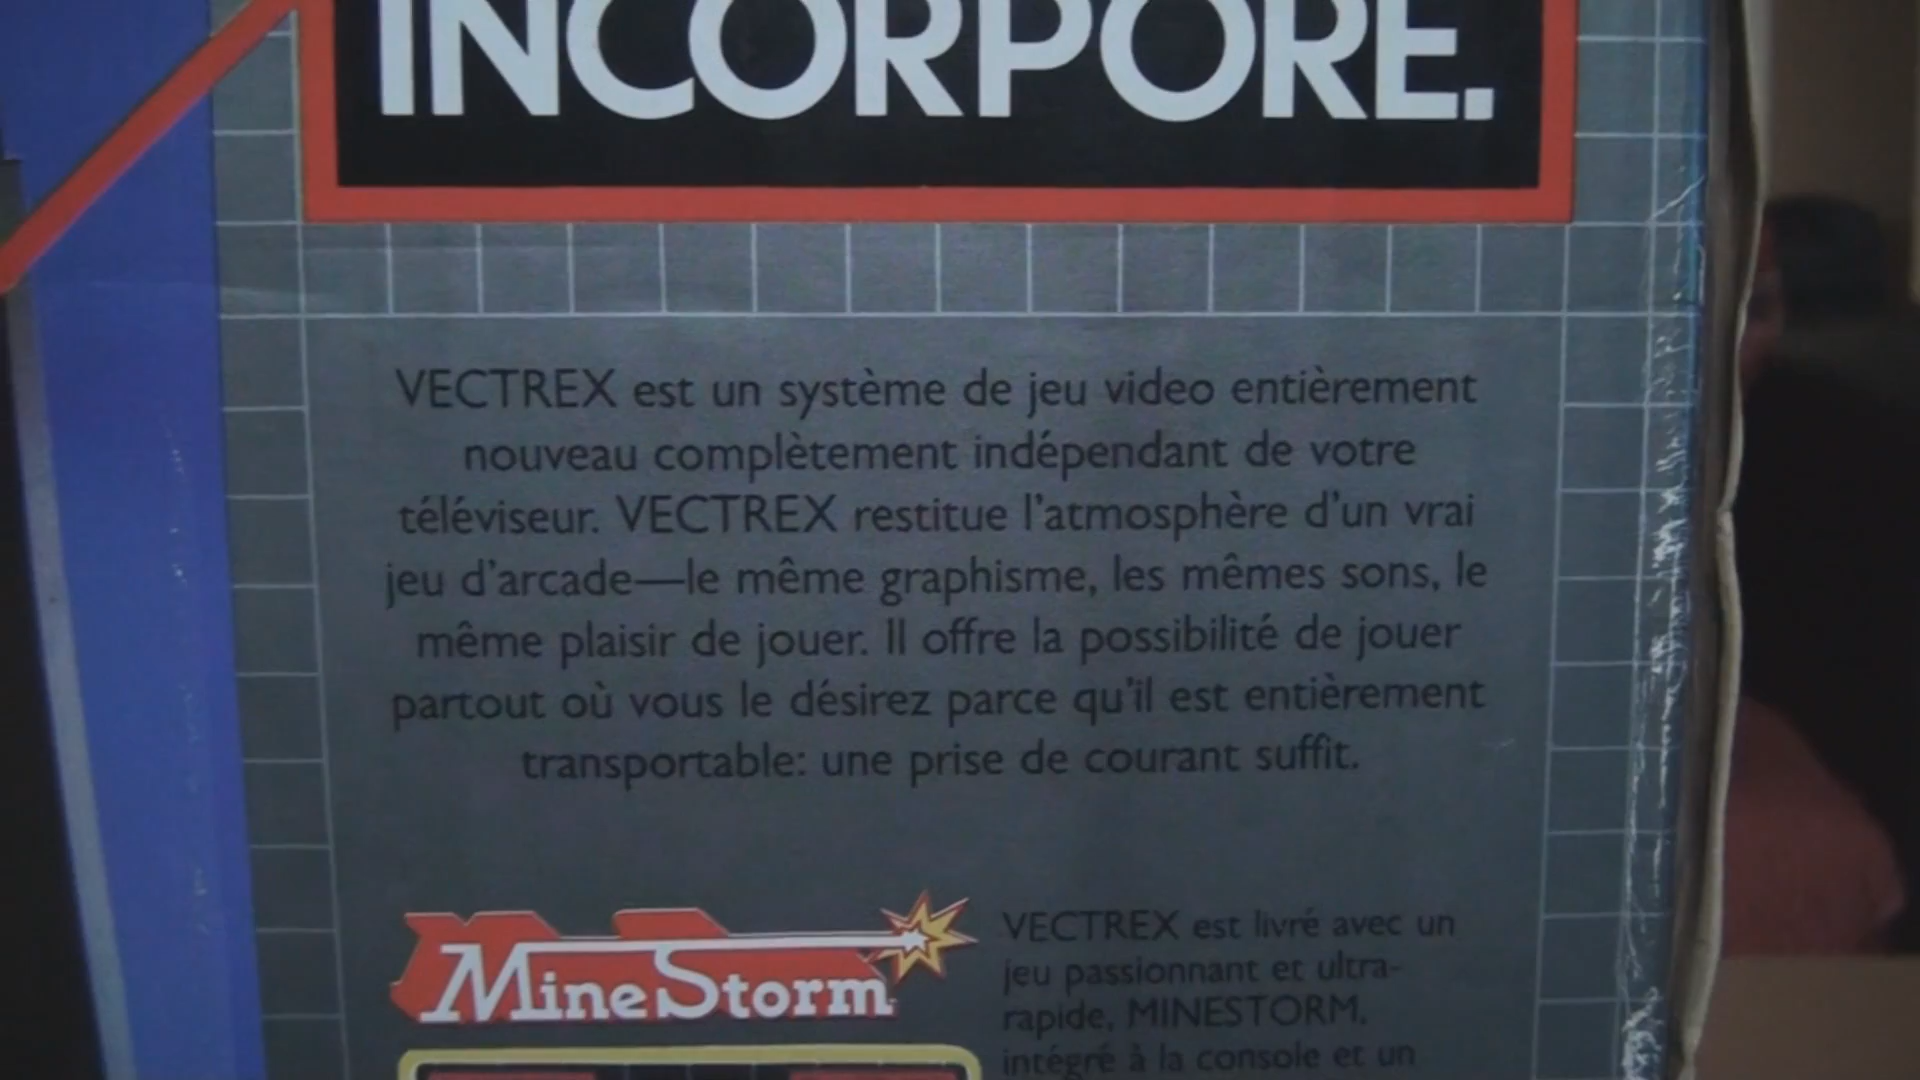 INCORPORE.
VECTREX est un système de jeu video entièrement
nouveau complètement indépendant de votre
téléviseur. VECTREX restitue l'atmosphère d'un vrai
jeu d'arcade—le même graphisme, les mêmes sons, le
même plaisir de jouer. Il offre la possibilité de jouer
partout où vous le désirez parce qu'il est entièrement
transportable: une prise de courant suffit.
MineStorm
VECTREX est livré avec un
jeu passionnant et ultra-
rapide, MINESTORM,
intégré à la console et un